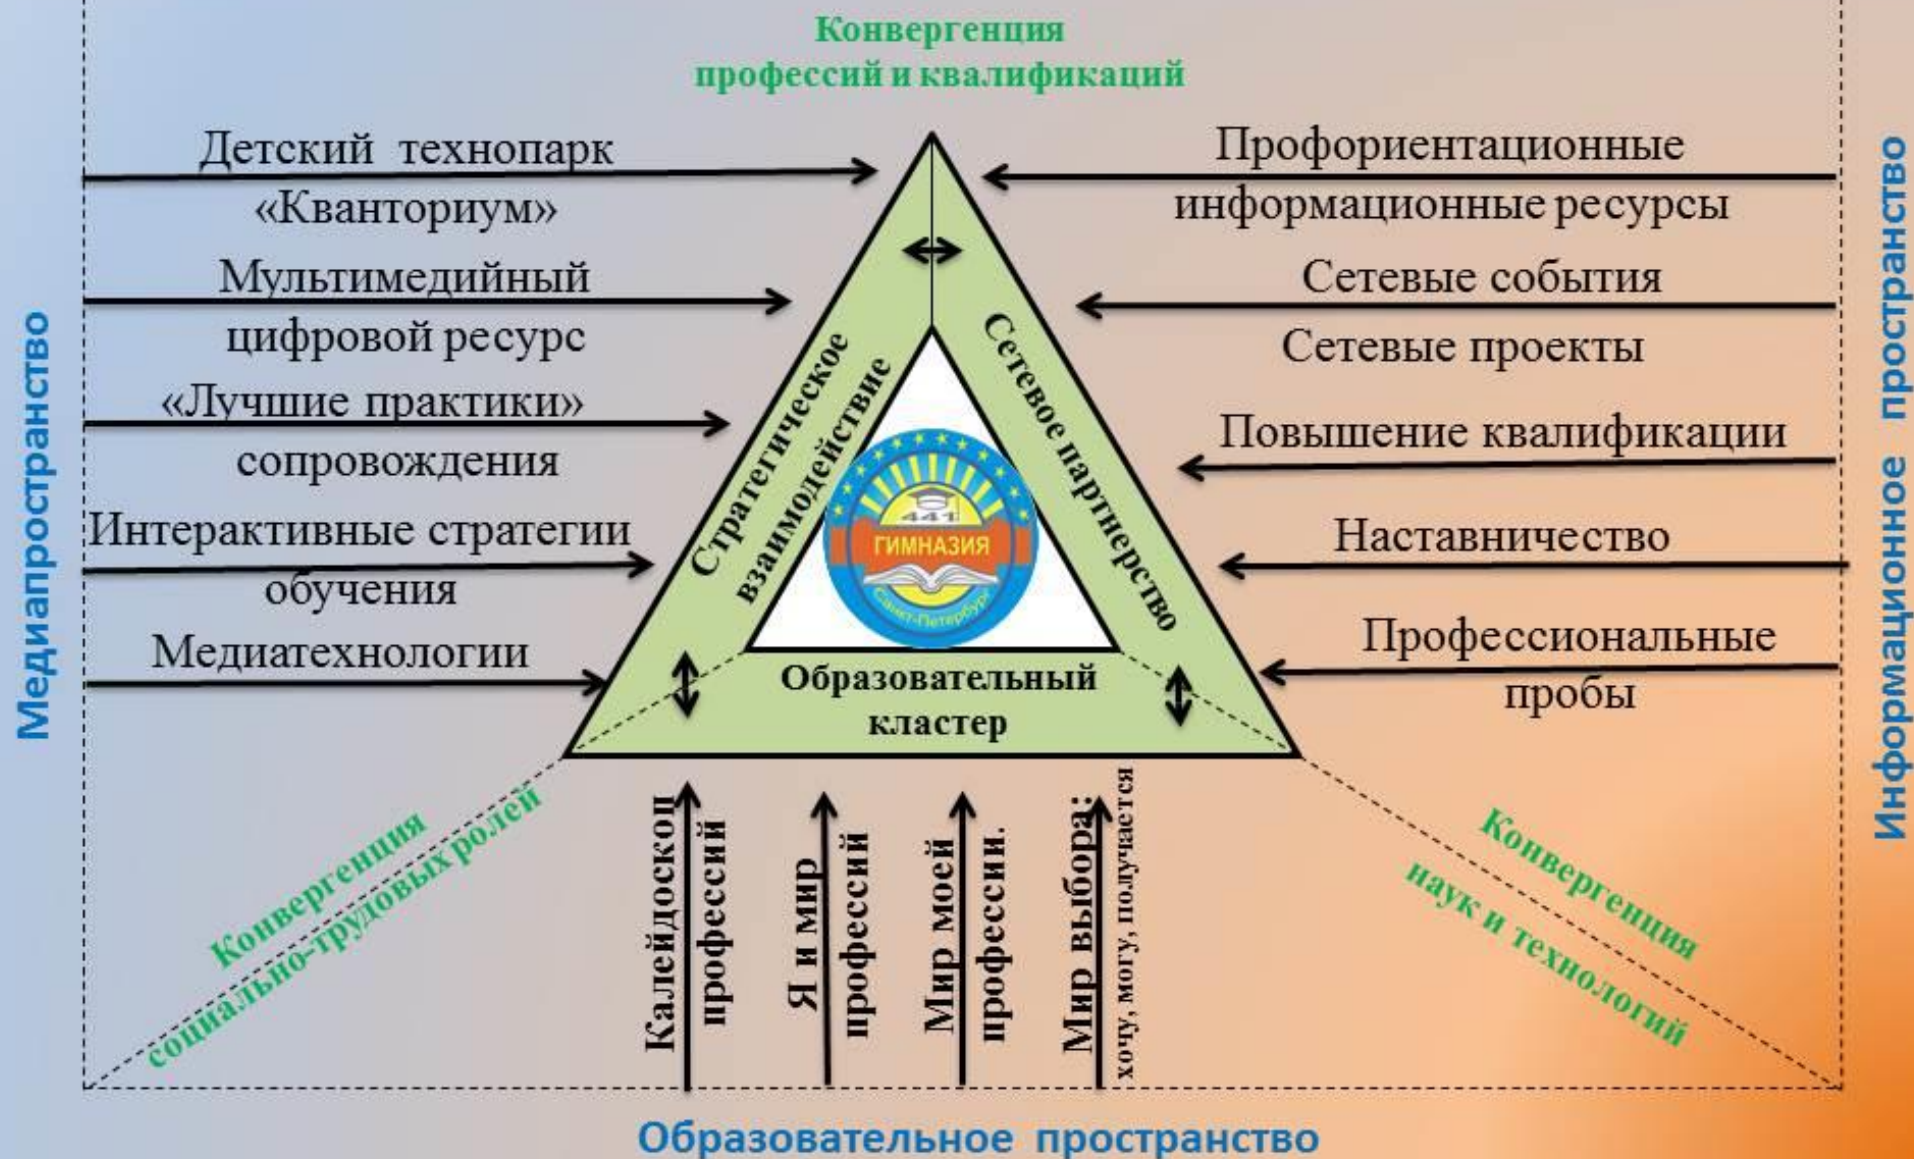 Конвергенция
профессий и квалификаций
Медиапространство
Детский технопарк
«Кванториум»
Мультимедийный
цифровой ресурс
«Лучшие практики»
сопровождения
Интерактивные стратегии
обучения
Медиатехнологии
Стратегическое
взаимодействие
Сетевое партнерство
441
ГИМНАЗИЯ
Санкт-Петербург
Образовательный
кластер
Профориентационные
информационные ресурсы
Сетевые события
Сетевые проекты
Повышение квалификации
Наставничество
Профессиональные
пробы
Информационное пространство
Конвергенция
социально-трудовых ролей
Калейдоскоп
профессий
Я и мир
профессий
Мир моей
профессии.
Мир выбора:
хочу, могу, получается
Конвергенция
наук и технологий
Образовательное пространство